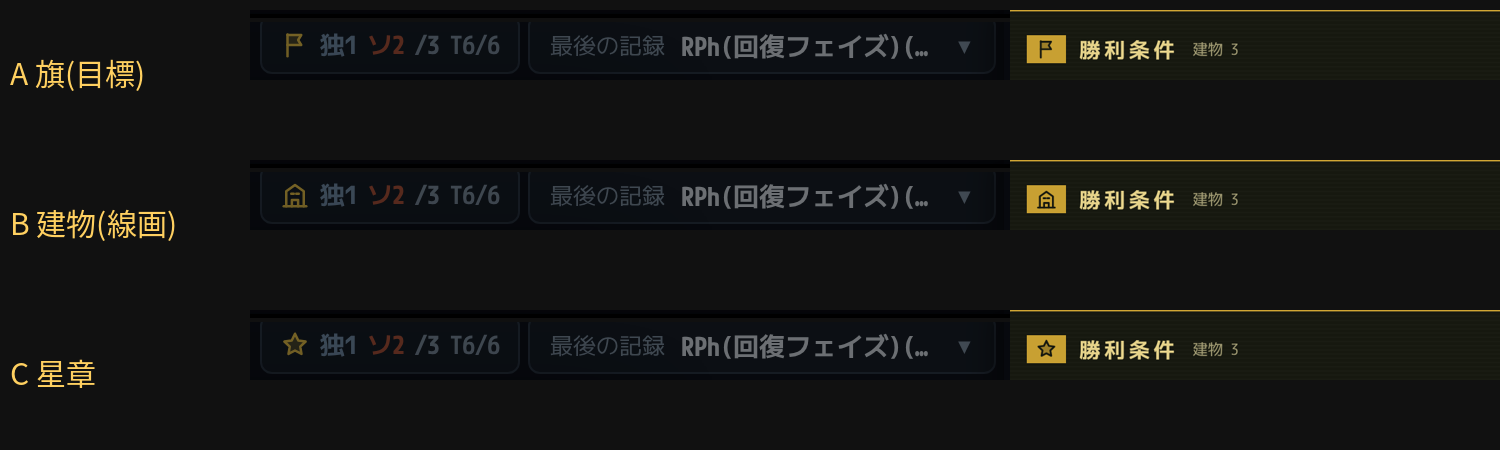 A 旗(目標) 独1 ソ2 /3 T6/6 最後の記録 RPh(回復フェイズ)(… ▼ 勝利条件 建物 3
B 建物(線画) 独1 ソ2 /3 T6/6 最後の記録 RPh(回復フェイズ)(… ▼ 勝利条件 建物 3
C 星章 独1 ソ2 /3 T6/6 最後の記録 RPh(回復フェイズ)(… ▼ 勝利条件 建物 3